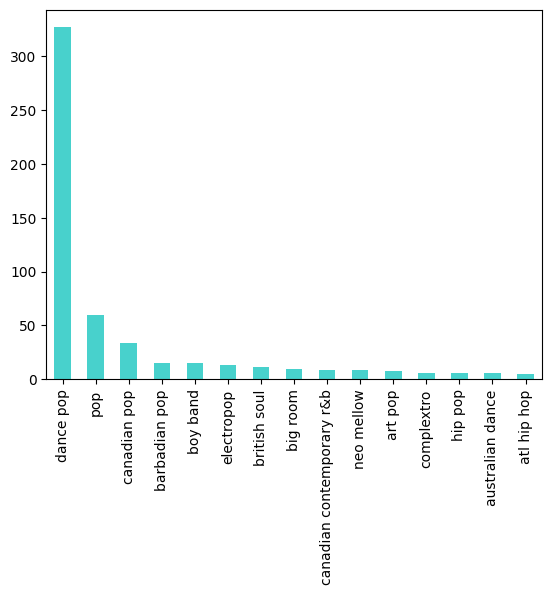 300
250
200
150
100
50
0
dance pop
pop
canadian pop
barbadian pop
boy band
electropop
british soul
big room
canadian contemporary r&b
neo mellow
art pop
complextro
hip pop
australian dance
atl hip hop